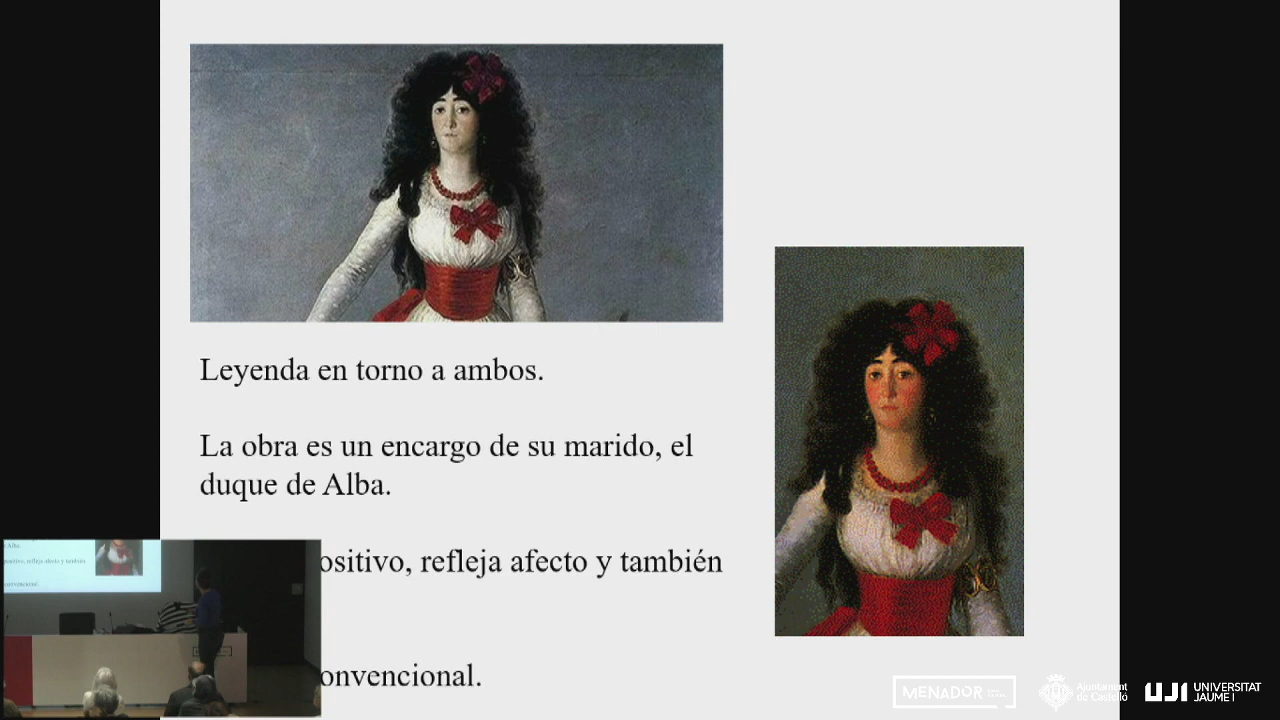 Leyenda en torno a ambos.
La obra es un encargo de su marido, el
duque de Alba.
ositivo, refleja afecto y también
onvencional.
MENADOR
Ajuntament
de Castelló
UJI UNIVERSITAT
JAUME I